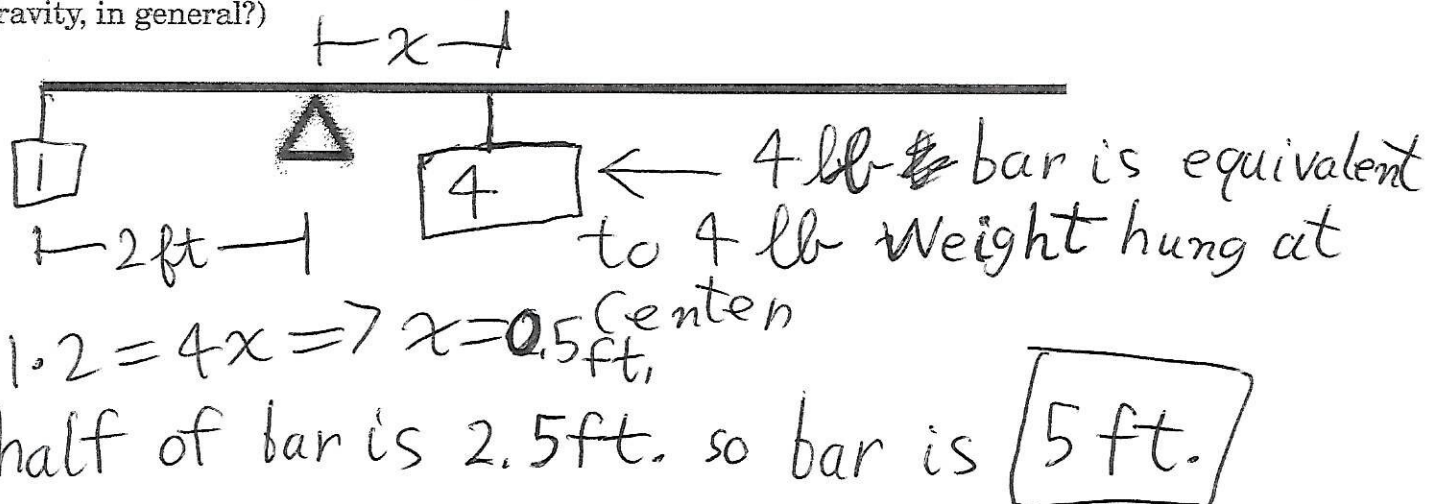 ravity, in general?)
x
1
4
← 4 lb bar is equivalent
2ft
to 4 lb Weight hung at
Center
1·2=4x=>x=0.5ft.
half of bar is 2.5ft. so bar is 5 ft.